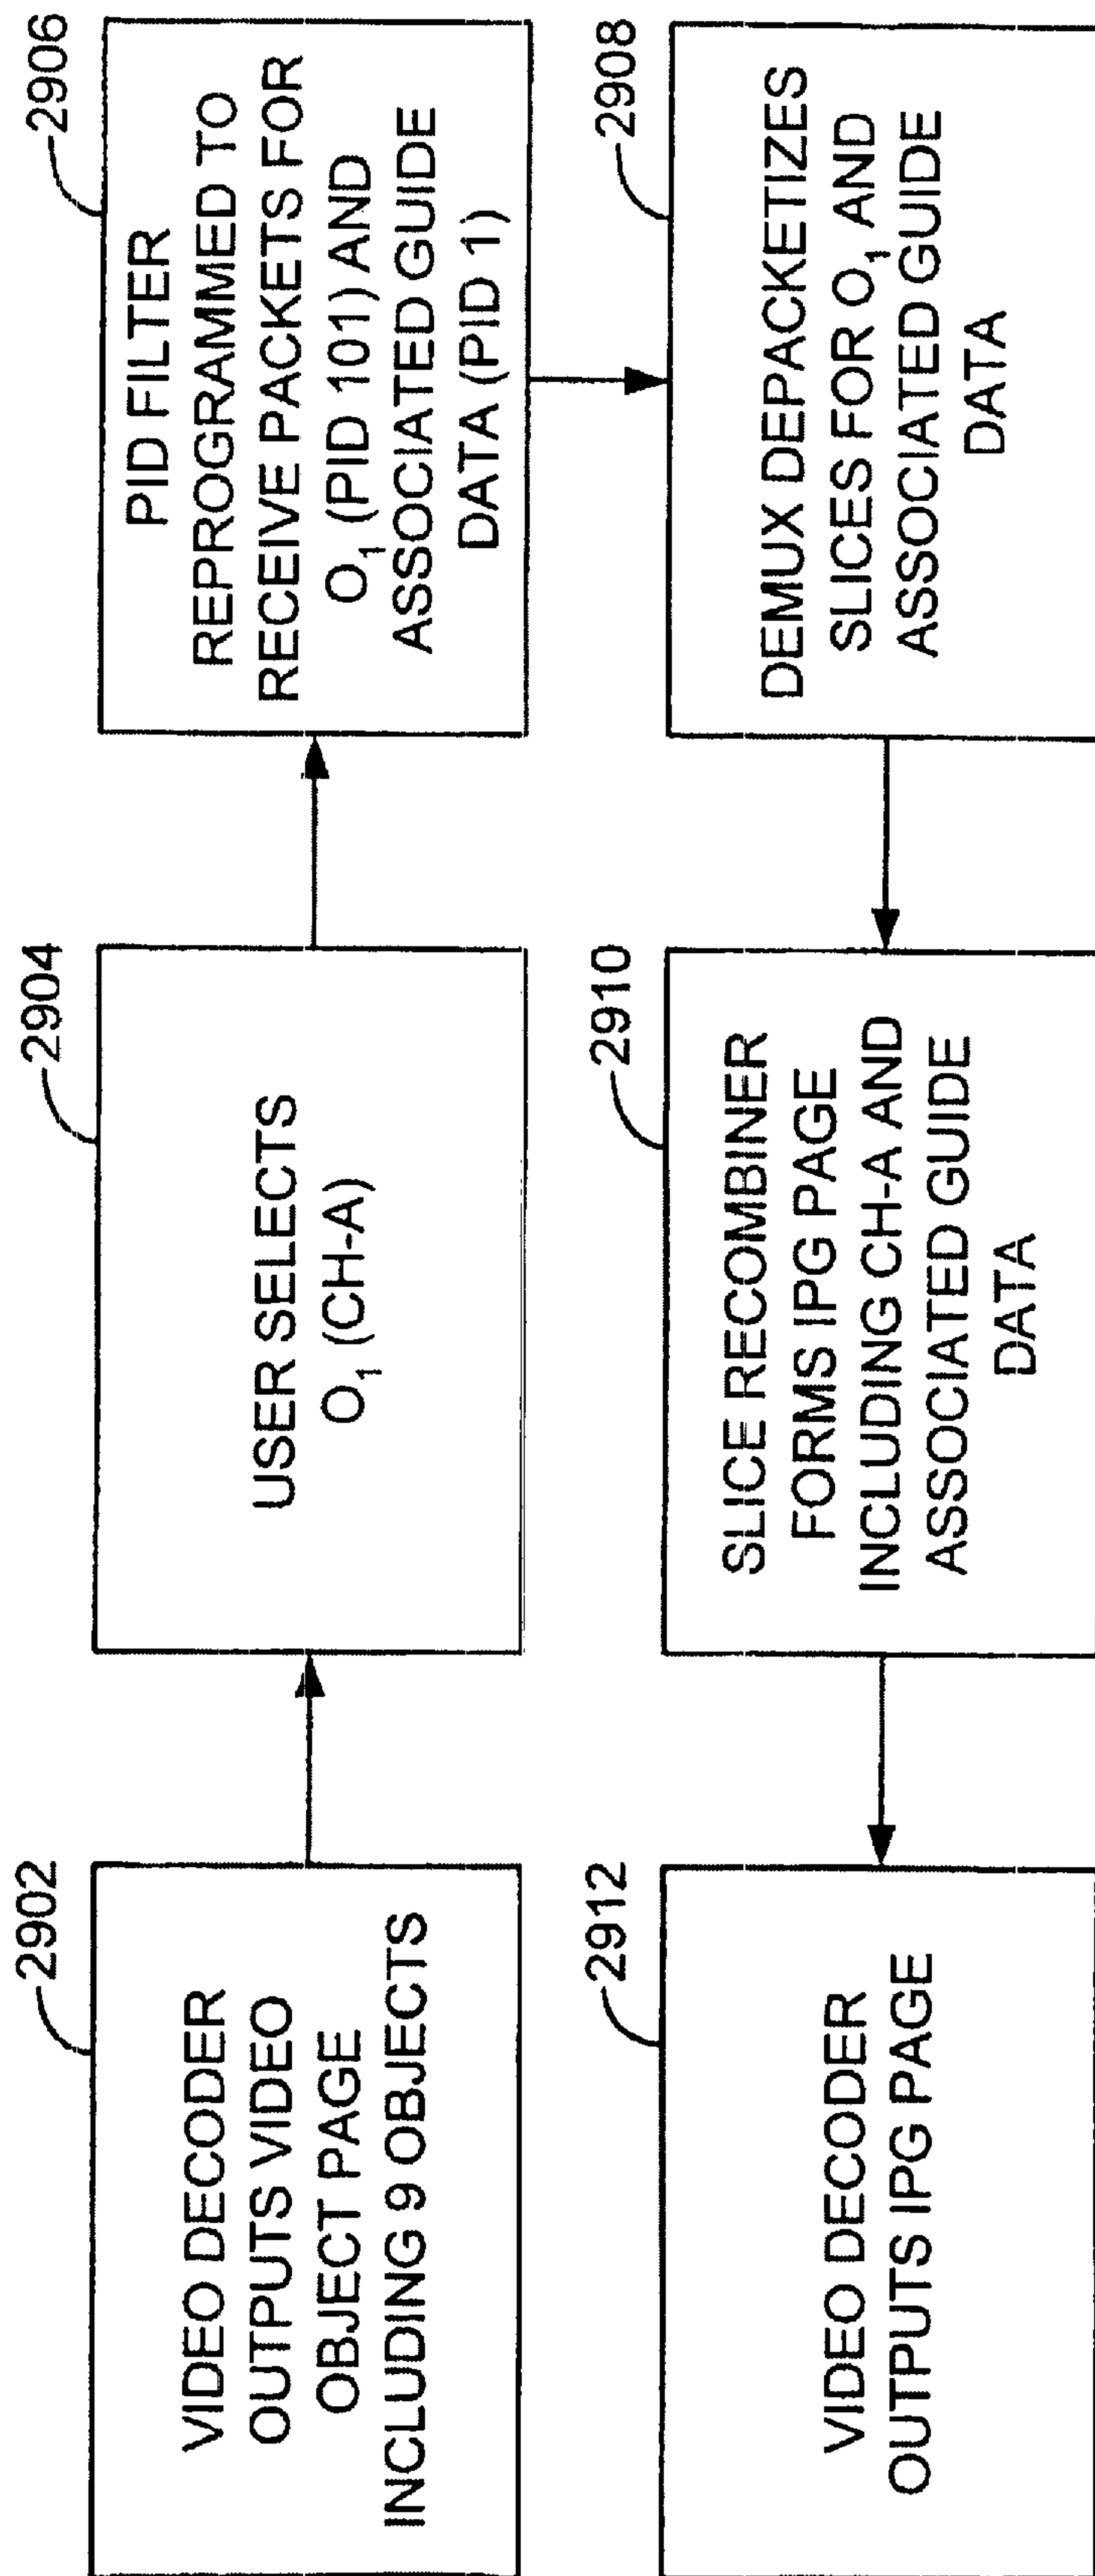 2902
VIDEO DECODER
OUTPUTS VIDEO
OBJECT PAGE
INCLUDING 9 OBJECTS
2904
USER SELECTS
O₁ (CH-A)
2906
PID FILTER
REPROGRAMMED TO
RECEIVE PACKETS FOR
O₁ (PID 101) AND
ASSOCIATED GUIDE
DATA (PID 1)
2908
DEMUX DEPACKETIZES
SLICES FOR O₁ AND
ASSOCIATED GUIDE
DATA
2910
SLICE RECOMBINER
FORMS IPG PAGE
INCLUDING CH-A AND
ASSOCIATED GUIDE
DATA
2912
VIDEO DECODER
OUTPUTS IPG PAGE